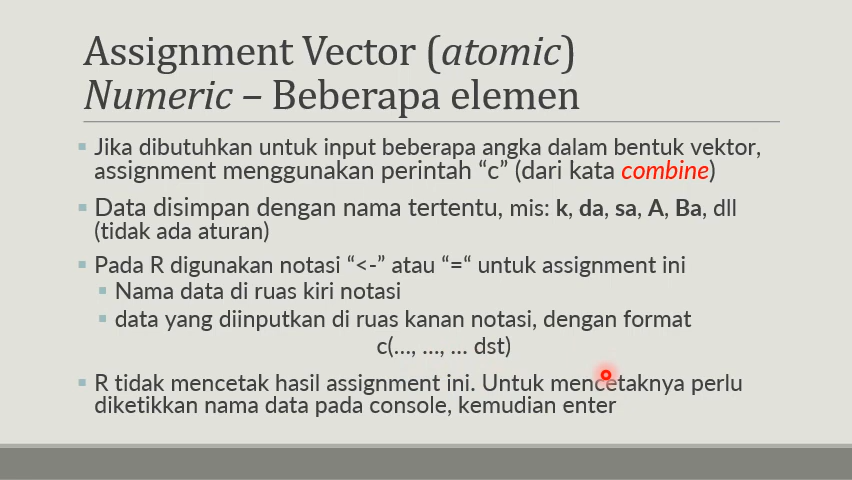 Assignment Vector (atomic)
Numeric – Beberapa elemen
Jika dibutuhkan untuk input beberapa angka dalam bentuk vektor,
assignment menggunakan perintah “c” (dari kata combine)
Data disimpan dengan nama tertentu, mis: k, da, sa, A, Ba, dll
(tidak ada aturan)
Pada R digunakan notasi “<-” atau “=“ untuk assignment ini
Nama data di ruas kiri notasi
data yang diinputkan di ruas kanan notasi, dengan format
c(…, …, … dst)
R tidak mencetak hasil assignment ini. Untuk mencetaknya perlu
diketikkan nama data pada console, kemudian enter